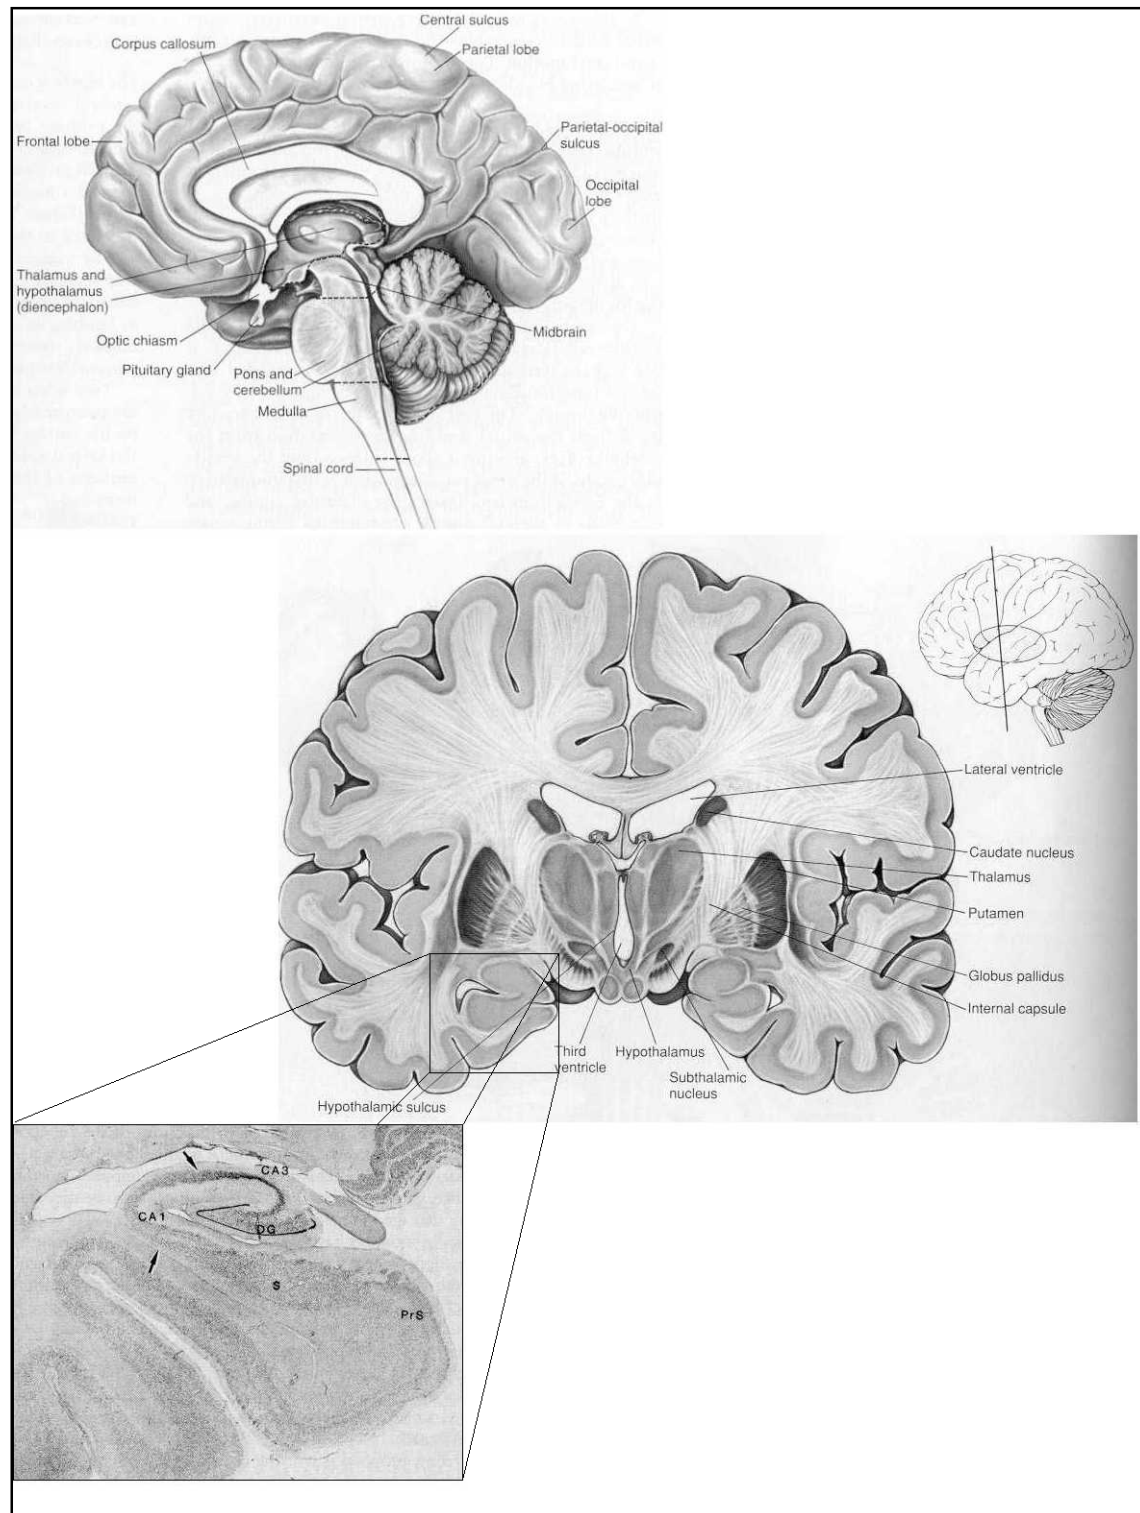 Central sulcus
Corpus callosum
Parietal lobe
Frontal lobe
Parietal-occipital
sulcus
Occipital
lobe
Thalamus and
hypothalamus
(diencephalon)
Optic chiasm
Midbrain
Pituitary gland
Pons and
cerebellum
Medulla
Spinal cord
Lateral ventricle
Caudate nucleus
Thalamus
Putamen
Globus pallidus
Internal capsule
Third
ventricle
Hypothalamus
Subthalamic
nucleus
Hypothalamic sulcus
CA3
CA1
DG
S
PrS